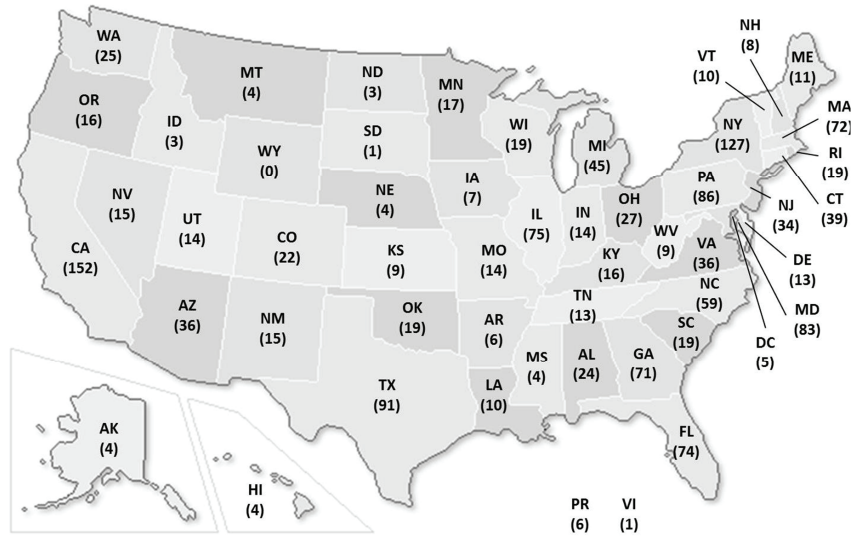 NH
(8)
WA
(25)
VT
(10)
ME
(11)
MT
(4)
ND
(3)
MN
(17)
OR
(16)
MA
(72)
ID
(3)
SD
(1)
WI
(19)
NY
(127)
MI
(45)
RI
(19)
WY
(0)
PA
(86)
IA
(7)
NE
(4)
OH
(27)
NJ
(34)
CT
(39)
NV
(15)
UT
(14)
IL
(75)
IN
(14)
WV
(9)
VA
(36)
CO
(22)
CA
(152)
KS
(9)
MO
(14)
KY
(16)
DE
(13)
NC
(59)
TN
(13)
MD
(83)
AZ
(36)
NM
(15)
OK
(19)
AR
(6)
SC
(19)
DC
(5)
MS
(4)
AL
(24)
GA
(71)
TX
(91)
LA
(10)
AK
(4)
FL
(74)
HI
(4)
PR
(6)
VI
(1)